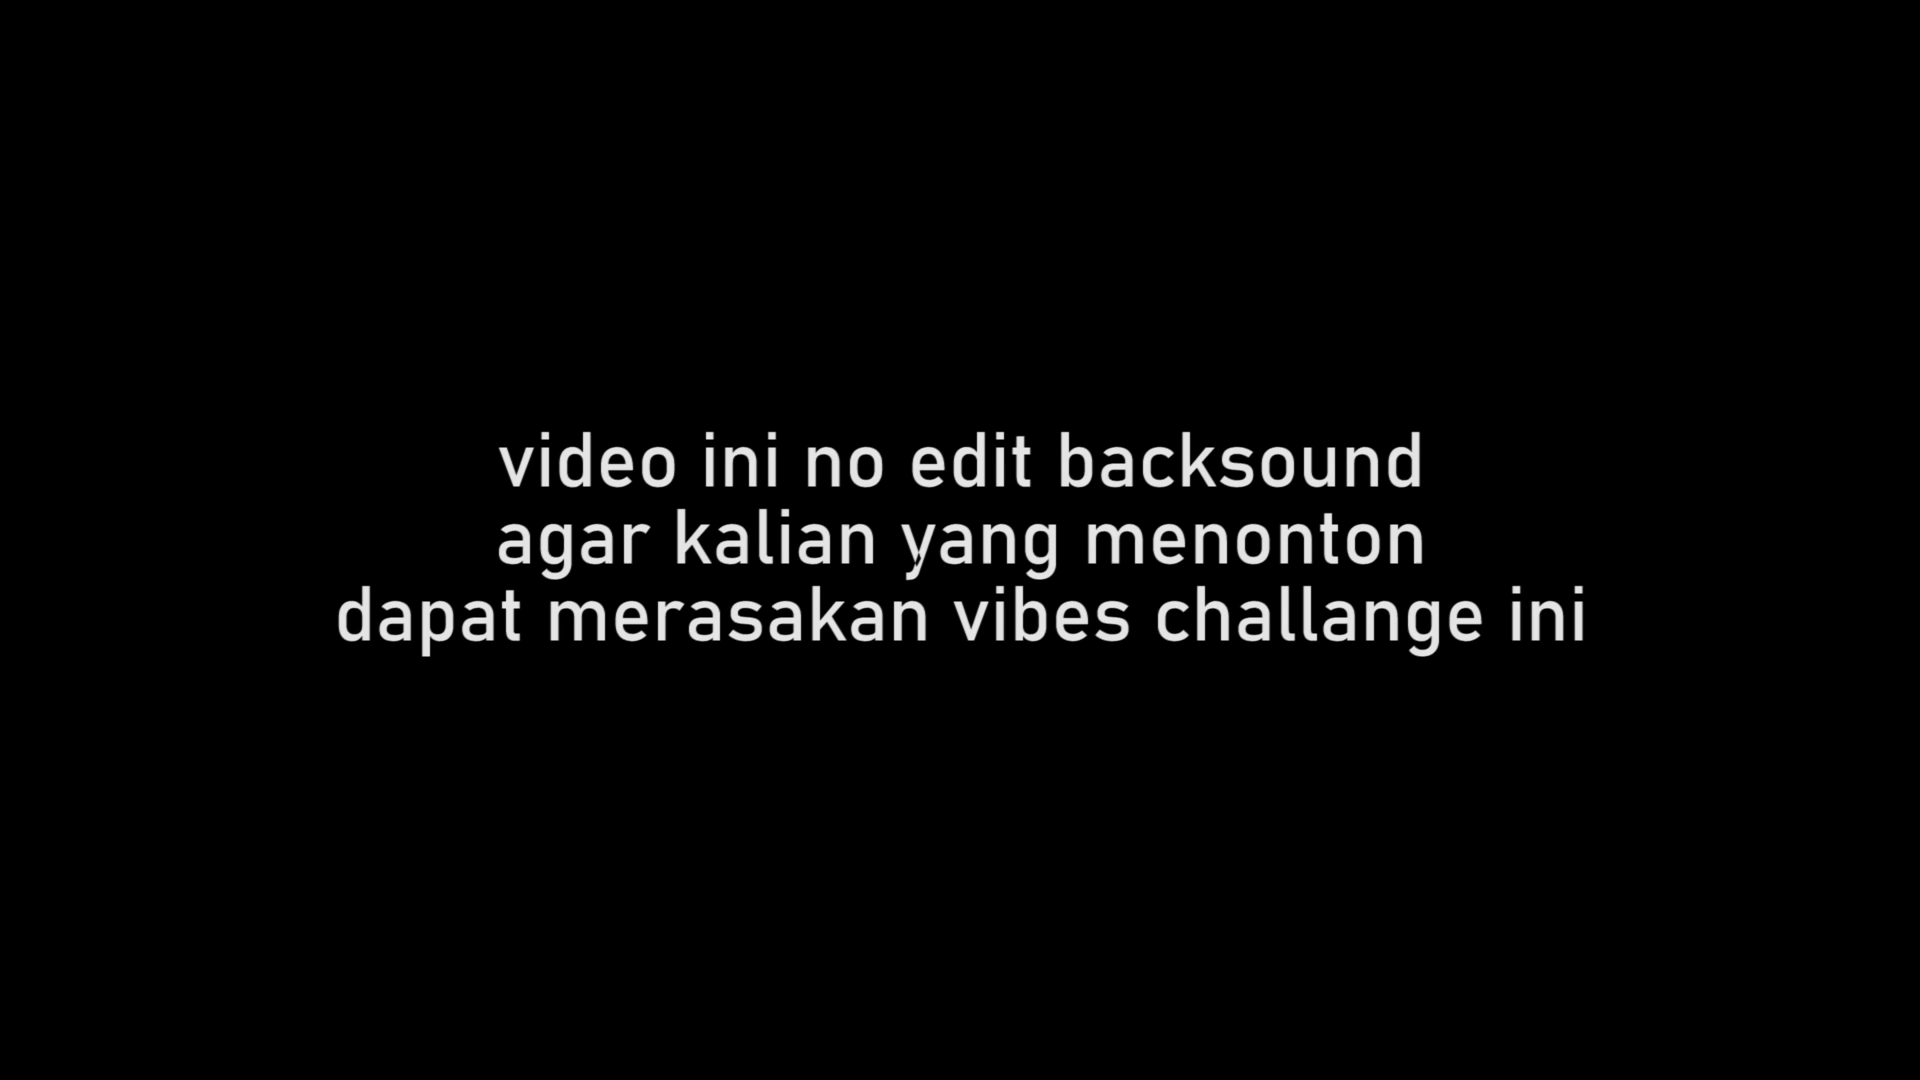 video ini no edit backsound
agar kalian yang menonton
dapat merasakan vibes challange ini